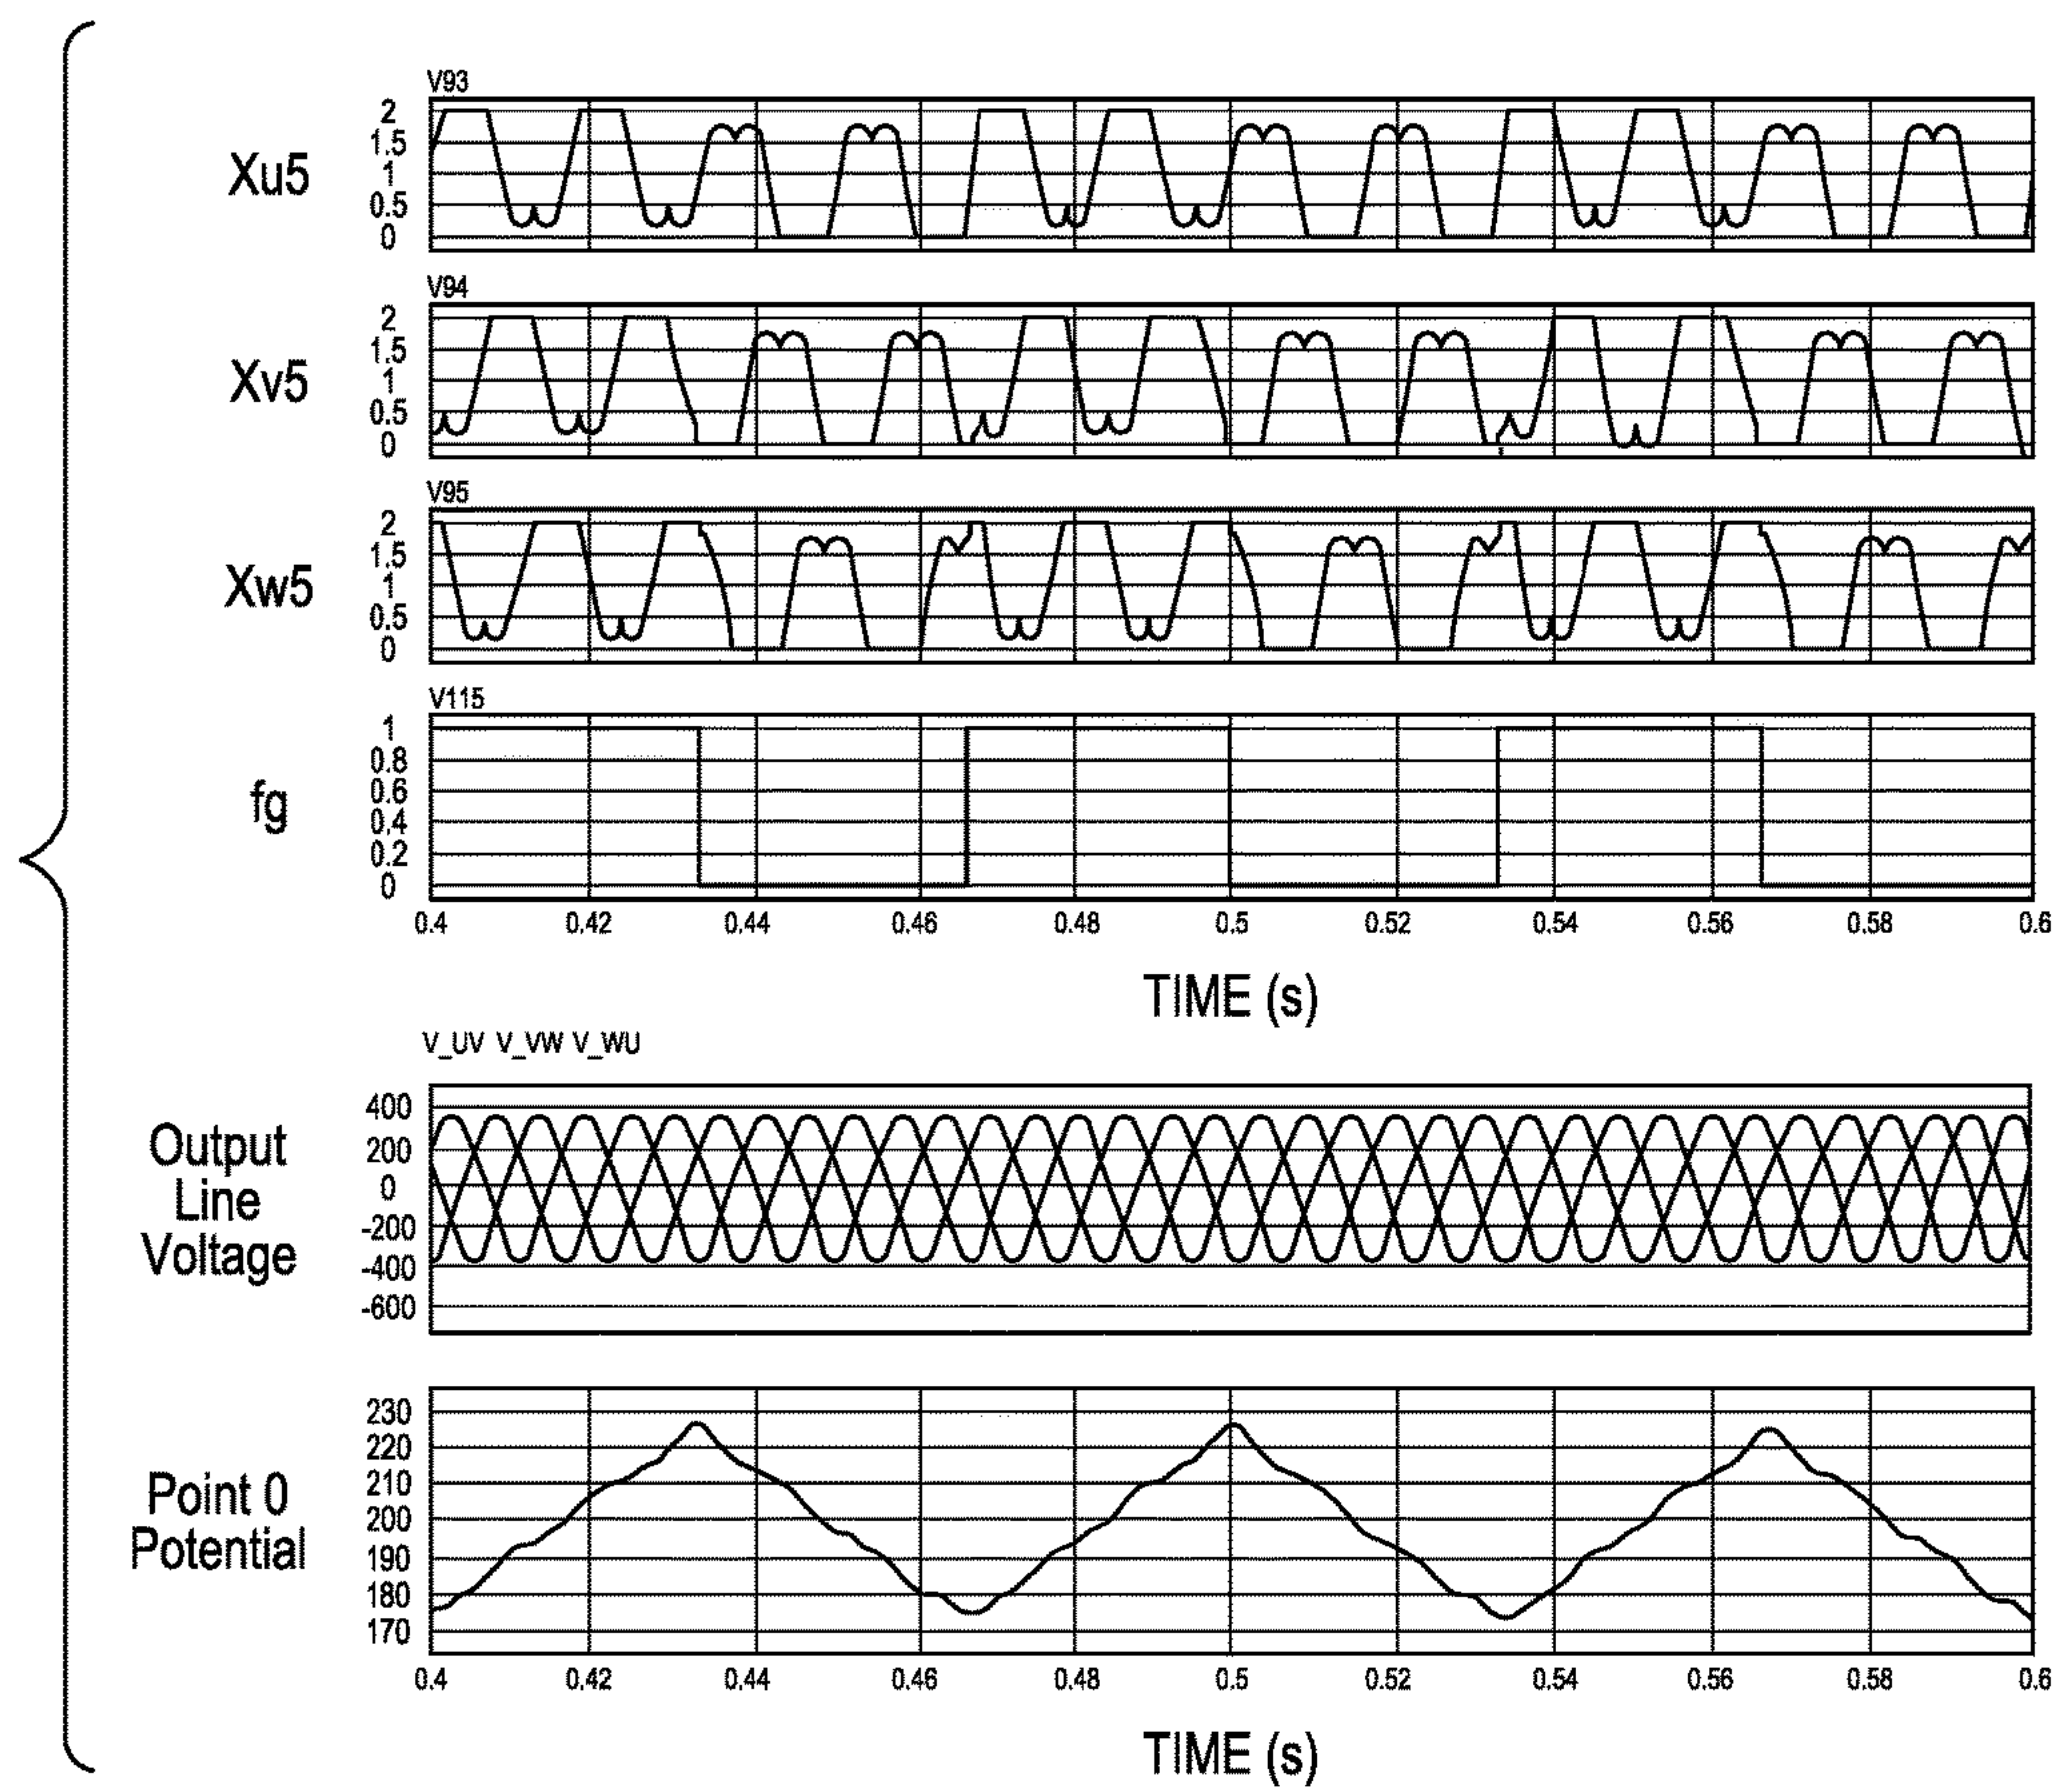 V93
Xu5
2
1.5
1
0.5
0
V94
Xv5
2
1.5
1
0.5
0
V95
Xw5
2
1.5
1
0.5
0
V115
fg
1
0.8
0.6
0.4
0.2
0
0.4 0.42 0.44 0.46 0.48 0.5 0.52 0.54 0.56 0.58 0.6
TIME (s)
V_UV V_VW V_WU
Output
Line
Voltage
400
200
0
-200
-400
-600
Point 0
Potential
230
220
210
200
190
180
170
0.4 0.42 0.44 0.46 0.48 0.5 0.52 0.54 0.56 0.58 0.6
TIME (s)